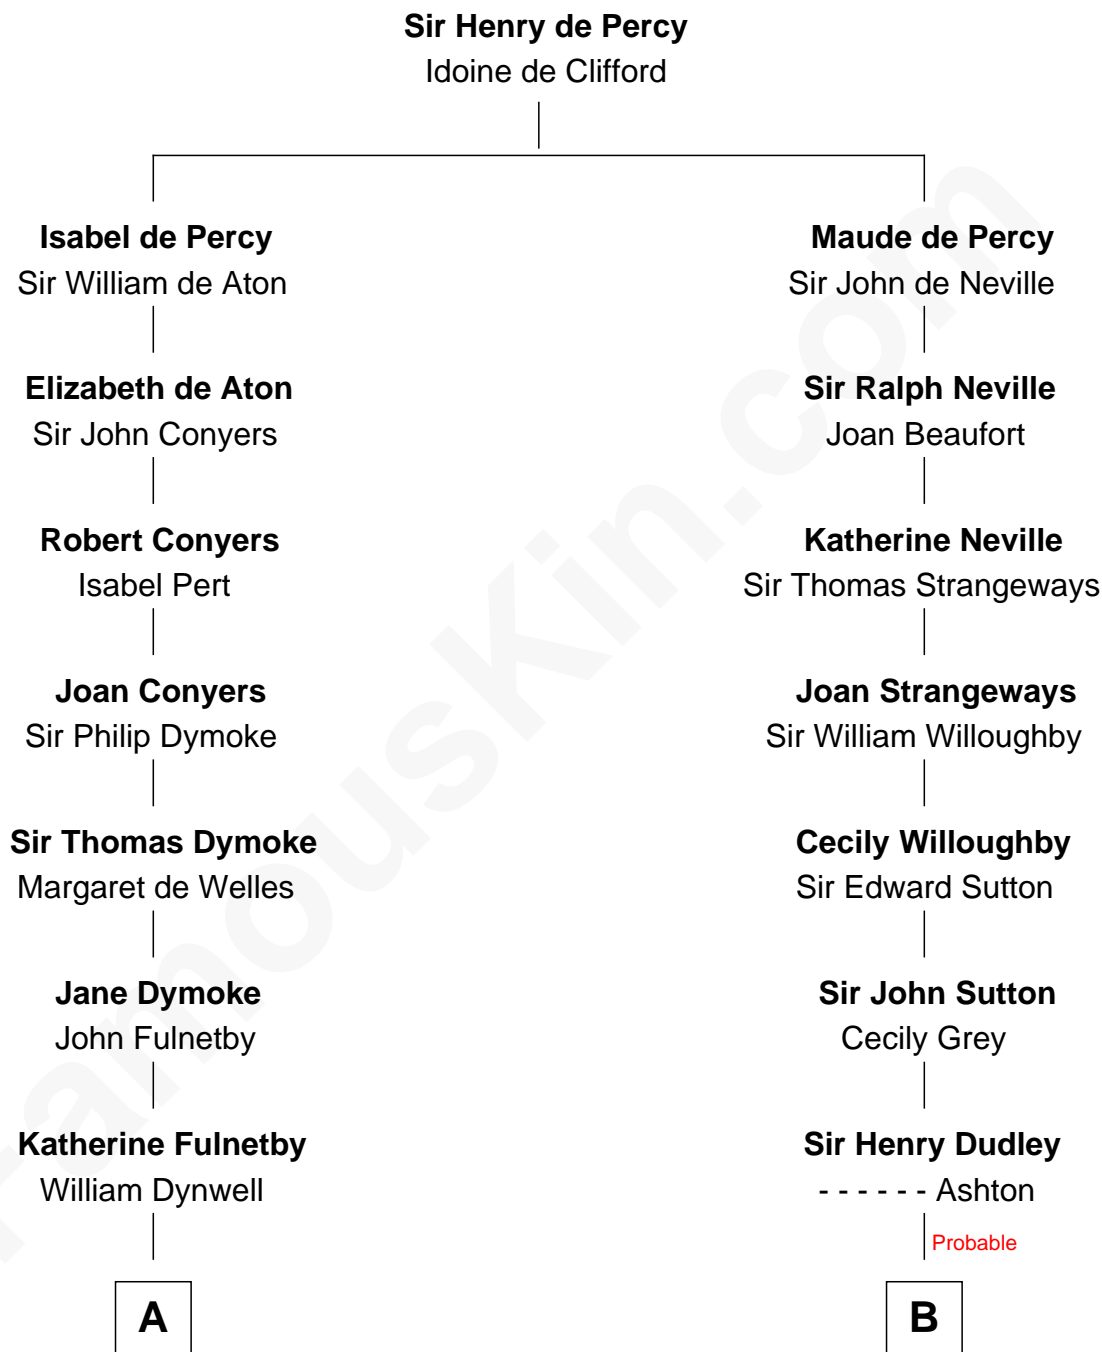 Sir Henry de Percy
Idoine de Clifford
Isabel de Percy
Sir William de Aton
Maude de Percy
Sir John de Neville
Elizabeth de Aton
Sir John Conyers
Sir Ralph Neville
Joan Beaufort
Robert Conyers
Isabel Pert
Katherine Neville
Sir Thomas Strangeways
Joan Conyers
Sir Philip Dymoke
Joan Strangeways
Sir William Willoughby
Sir Thomas Dymoke
Margaret de Welles
Cecily Willoughby
Sir Edward Sutton
Jane Dymoke
John Fulnetby
Sir John Sutton
Cecily Grey
Katherine Fulnetby
William Dynwell
Sir Henry Dudley
- - - - - - Ashton
Probable
A
B
FamousKin.com